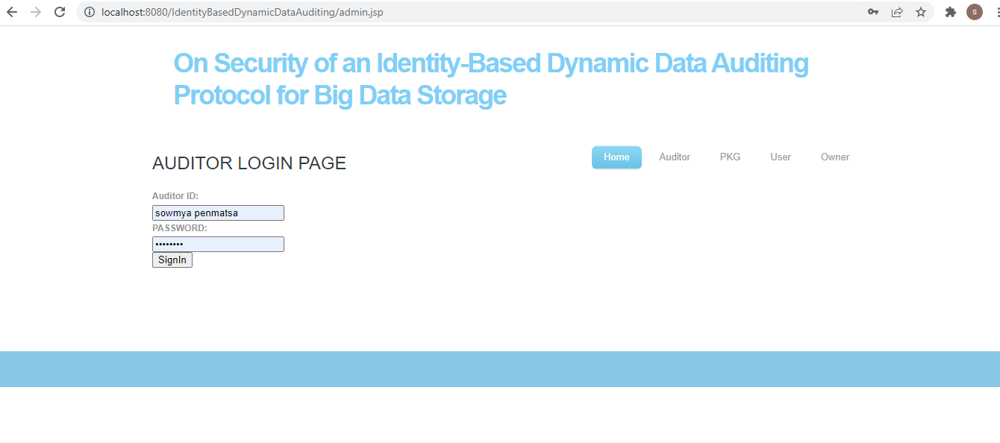 localhost:8080/IdentityBasedDynamicDataAuditing/admin.jsp
S
On Security of an Identity-Based Dynamic Data Auditing
Protocol for Big Data Storage
Home Auditor PKG User Owner
AUDITOR LOGIN PAGE
Auditor ID:
sowmya penmatsa
PASSWORD:
••••••••
SignIn